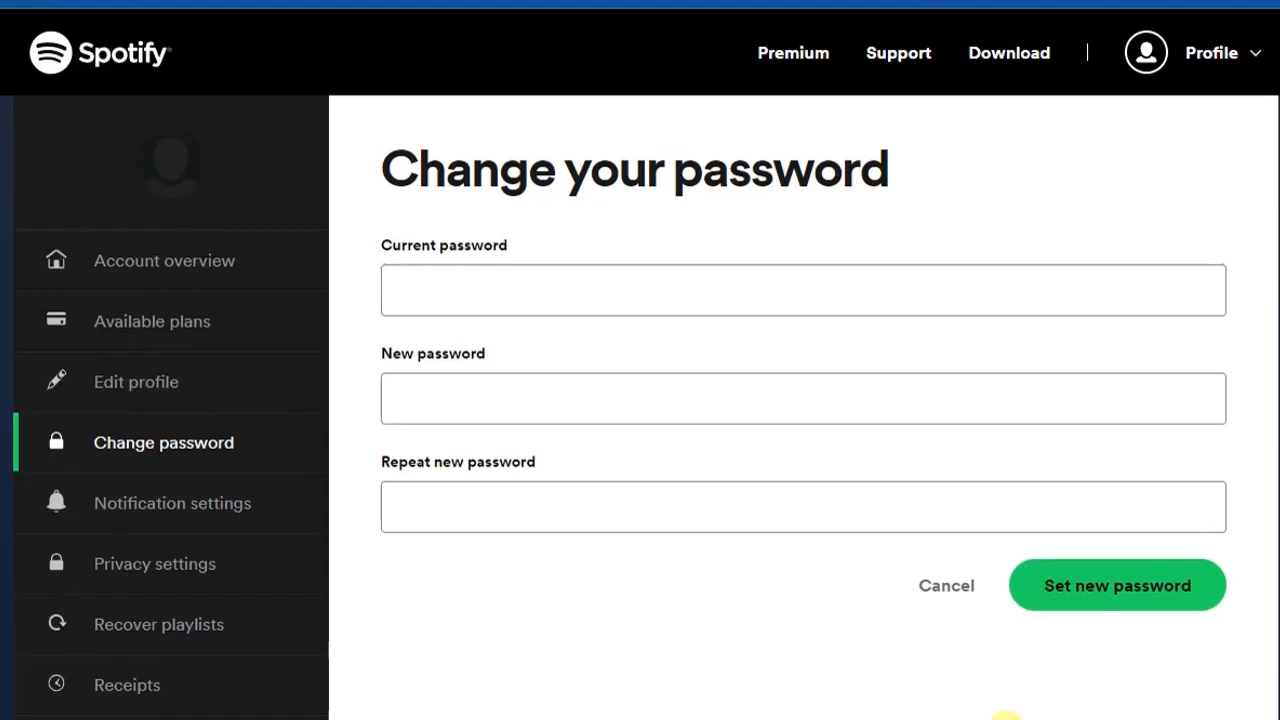 Spotify
Premium Support Download | Profile
Change your password
Account overview
Available plans
Edit profile
Change password
Notification settings
Privacy settings
Recover playlists
Receipts
Current password
New password
Repeat new password
Cancel Set new password